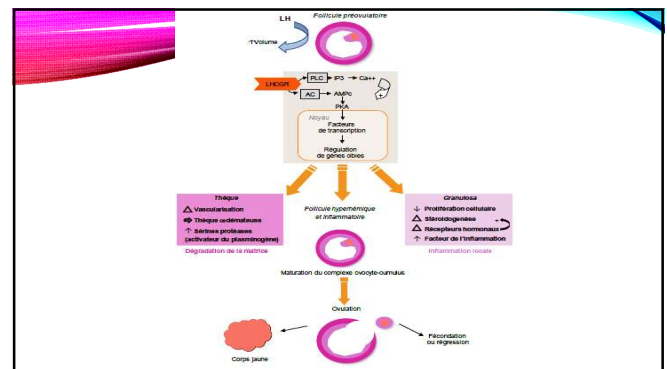 LH
Follicule préovulatoire
↑Volume
LHCGR
PLC
IP3
Ca++
AC
AMPc
+
PKA
Noyau
Facteurs
de transcription
Régulation
de gènes cibles
Thèque
△ Vascularisation
Thèque œdémateuse
↑ Sérines protéases
(activateur du plasminogène)
Dégradation de la matrice
Follicule hyperhémique
et inflammatoire
Granulosa
↓ Prolifération cellulaire
△ Stéroidogenèse
△ Récepteurs hormonaux
↑ Facteur de l'inflammation
Inflammation locale
Maturation du complexe ovocyte-cumulus
Ovulation
Corps jaune
Fécondation
ou régression